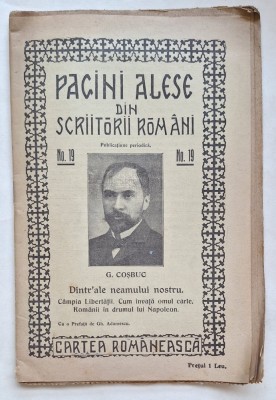 PAGINI ALESE
DIN
SCRIITORII ROMÂNI
Publicațiune periodică.
No. 19 No. 19
G. COȘBUC
Dintr'ale neamului nostru.
Câmpia Libertății. Cum învață omul carte.
Românii în drumul lui Napoleon.
Cu o Prefață de Gh. Adamescu.
CARTEA ROMÂNEASCĂ
Prețul 1 Leu.